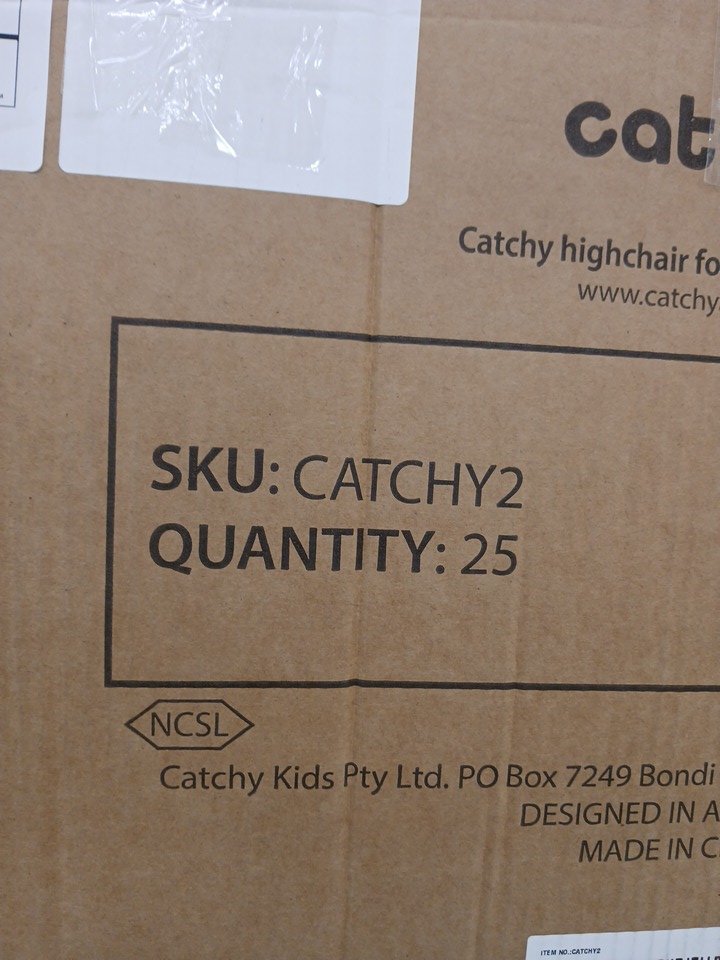 cat
Catchy highchair fo
www.catchy
SKU: CATCHY2
QUANTITY: 25
NCSL
Catchy Kids Pty Ltd. PO Box 7249 Bondi
DESIGNED IN A
MADE IN C
ITEM NO.:CATCHY2